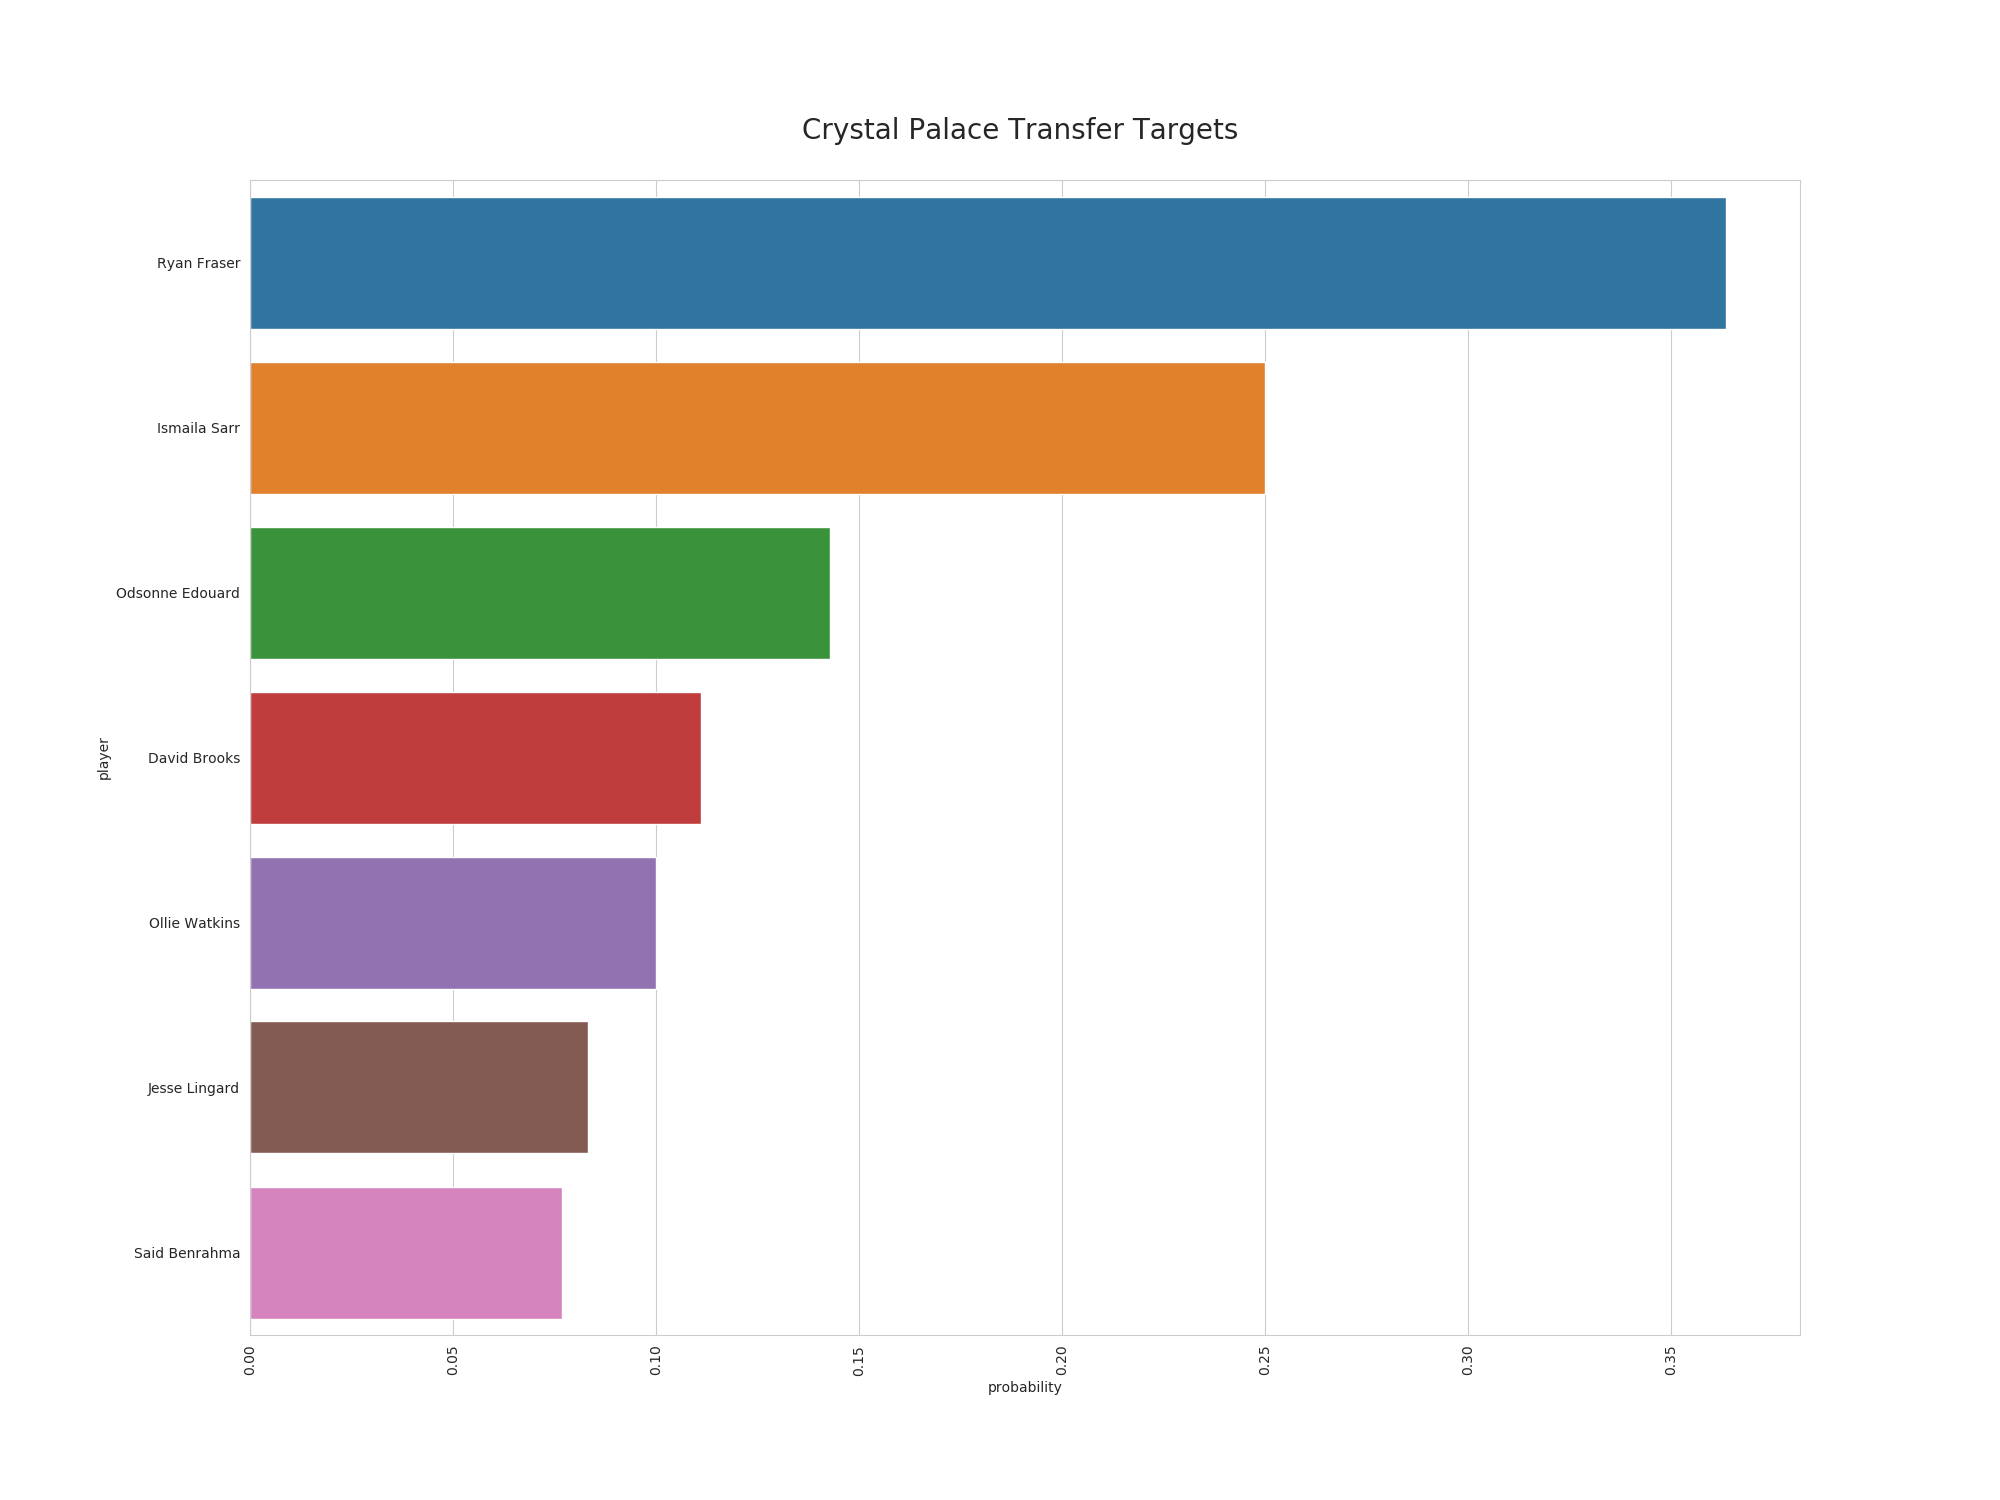 Crystal Palace Transfer Targets
Ryan Fraser
Ismaila Sarr
Odsonne Edouard
David Brooks
Ollie Watkins
Jesse Lingard
Said Benrahma
player
0.00 0.05 0.10 0.15 0.20 0.25 0.30 0.35
probability